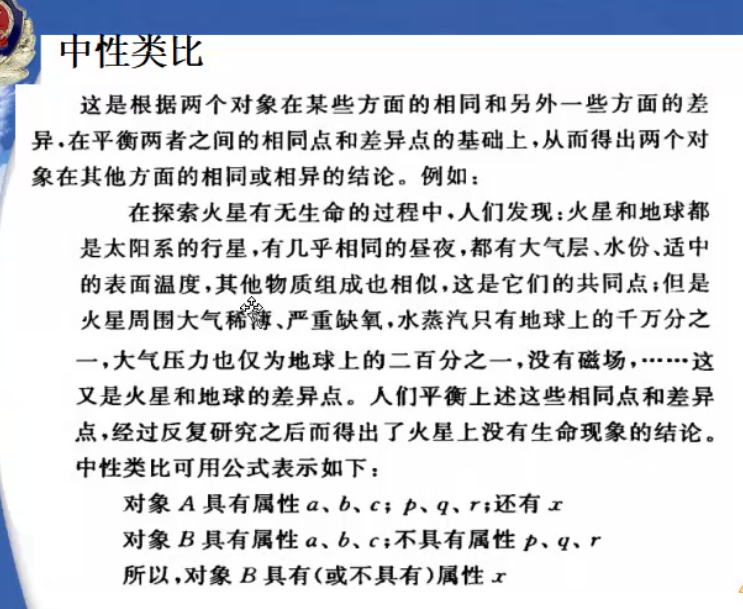 中性类比
这是根据两个对象在某些方面的相同和另外一些方面的差
异,在平衡两者之间的相同点和差异点的基础上,从而得出两个对
象在其他方面的相同或相异的结论。例如:
在探索火星有无生命的过程中,人们发现:火星和地球都
是太阳系的行星,有几乎相同的昼夜,都有大气层、水份、适中
的表面温度,其他物质组成也相似,这是它们的共同点;但是
火星周围大气稀薄、严重缺氧,水蒸汽只有地球上的千万分之
一,大气压力也仅为地球上的二百分之一,没有磁场,……这
又是火星和地球的差异点。人们平衡上述这些相同点和差异
点,经过反复研究之后而得出了火星上没有生命现象的结论。
中性类比可用公式表示如下:
对象 A 具有属性 a、b、c; p、q、r;还有 x
对象 B 具有属性 a、b、c;不具有属性 p、q、r
所以,对象 B 具有(或不具有)属性 x